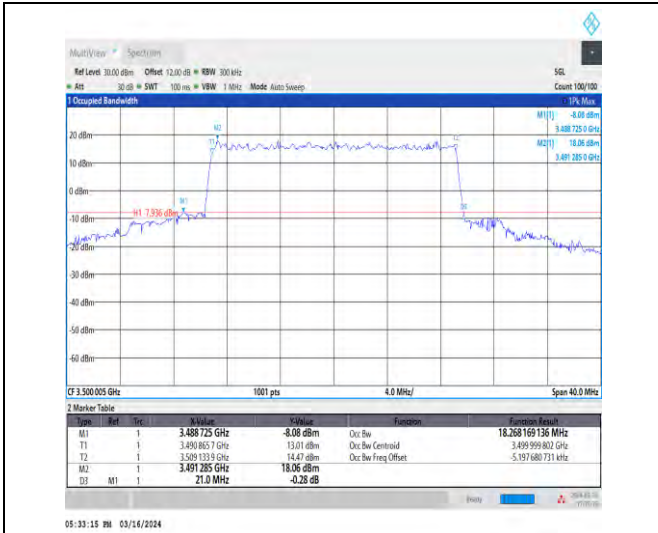 MultiView Spectrum
Ref Level 30.00 dBm Offset 12.00 dB RBW 300 kHz SGL
Att 30 dB SWT 100 ms VBW 1 MHz Mode Auto Sweep Count 100/100
1 Occupied Bandwidth 1Pk Max
M1[1] -8.08 dBm
3.488 725 0 GHz
M2[1] 18.06 dBm
3.491 285 0 GHz
M2
20 dBm
T1 T2
10 dBm
0 dBm
M1
H1 -7.936 dBm
D3
-10 dBm
-20 dBm
-30 dBm
-40 dBm
-50 dBm
-60 dBm
CF 3.500 005 GHz 1001 pts 4.0 MHz/ Span 40.0 MHz
2 Marker Table
Type Ref Trc X-Value Y-Value Function Function Result
M1 1 3.488 725 GHz -8.08 dBm Occ Bw 18.268 169 136 MHz
T1 1 3.490 865 7 GHz 13.01 dBm Occ Bw Centroid 3.499 999 802 GHz
T2 1 3.509 133 9 GHz 14.47 dBm Occ Bw Freq Offset -5.197 680 731 kHz
M2 1 3.491 285 GHz 18.06 dBm
D3 M1 1 21.0 MHz -0.28 dB
05:33:15 PM 03/16/2024